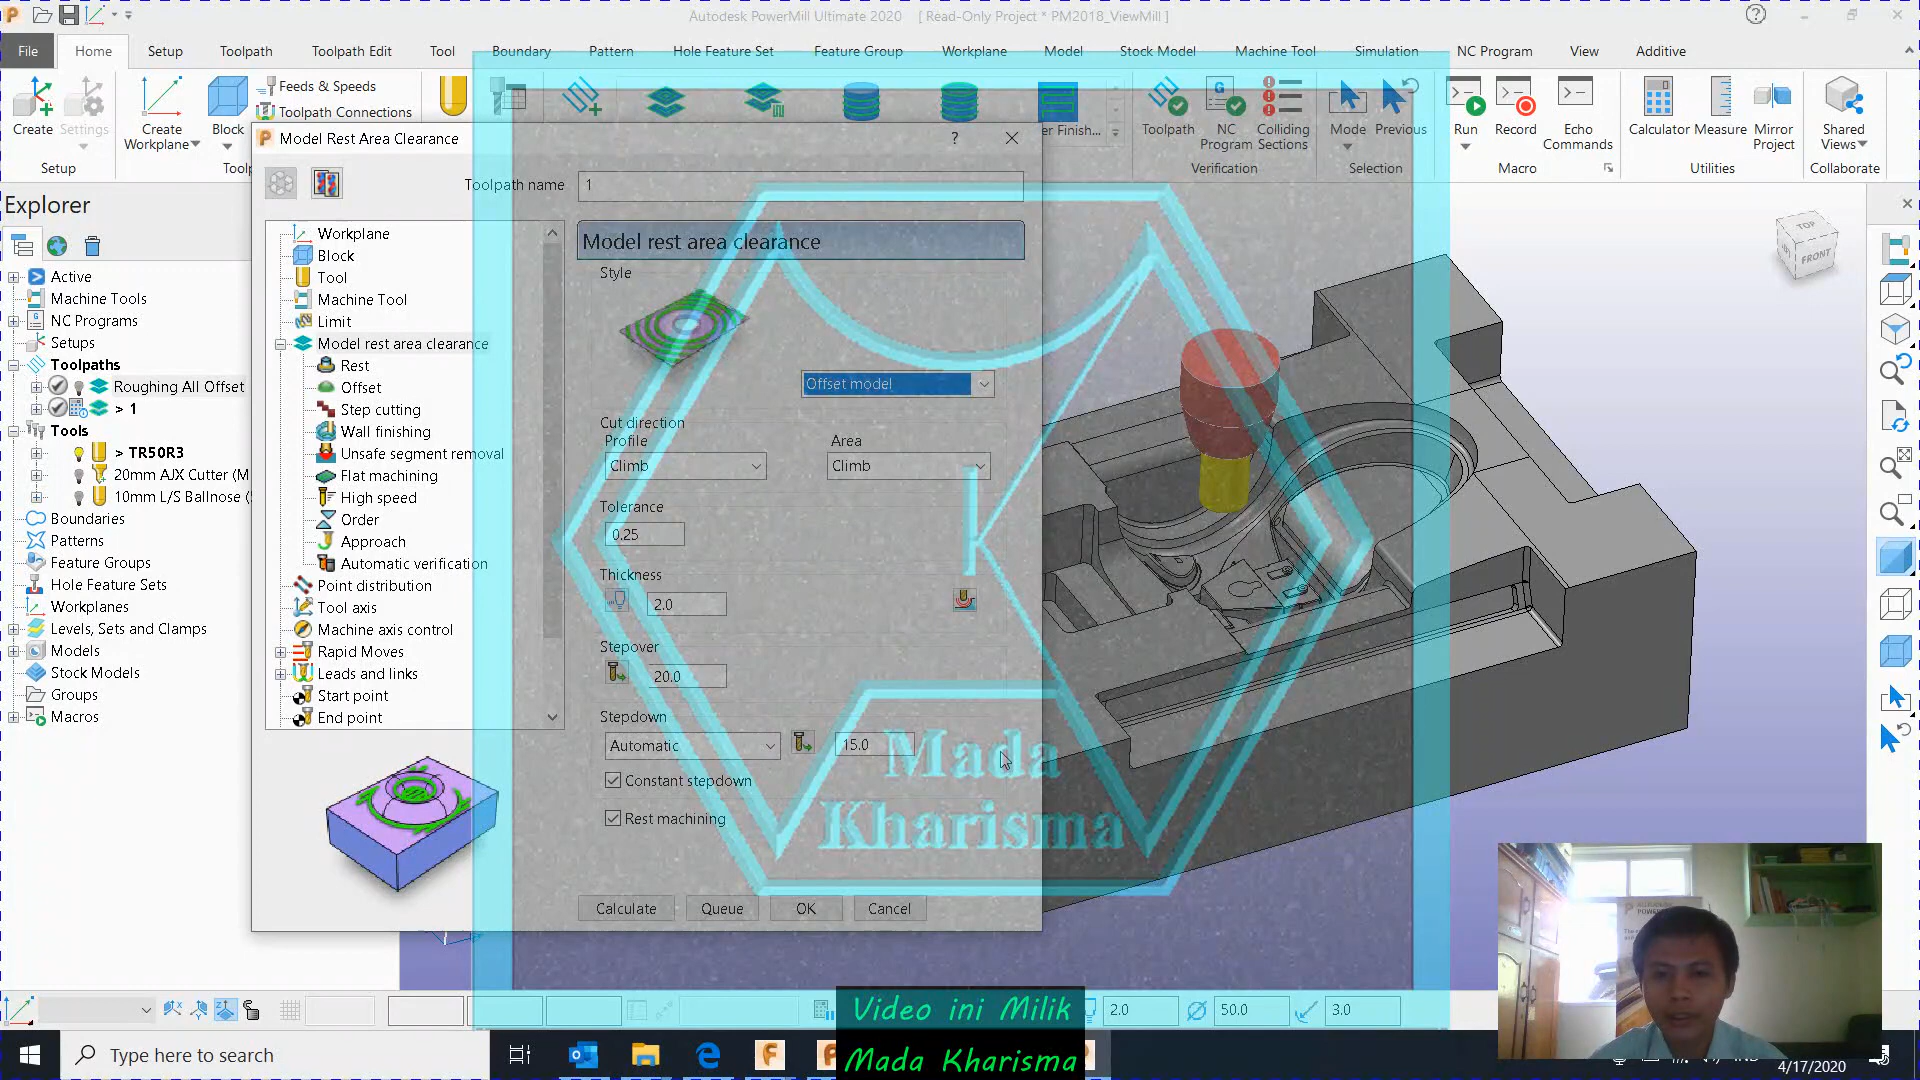 Autodesk PowerMill Ultimate 2020 [ Read-Only Project * PM2018_ViewMill ]
File Home Setup Toolpath Toolpath Edit Tool Boundary Pattern Hole Feature Set Feature Group Workplane Model Stock Model Machine Tool Simulation NC Program View Additive
Create
Settings
Setup
Create
Workplane
Block
Feeds & Speeds
Toolpath Connections
er Finish...
Toolpath
NC
Program
Colliding
Sections
Verification
Mode
Previous
Selection
Run
Record
Echo
Commands
Macro
Calculator
Measure
Mirror
Project
Utilities
Shared
Views
Collaborate
Explorer
Active
Machine Tools
NC Programs
Setups
Toolpaths
Roughing All Offset
> 1
Tools
> TR50R3
20mm AJX Cutter (M
10mm L/S Ballnose (
Boundaries
Patterns
Feature Groups
Hole Feature Sets
Workplanes
Levels, Sets and Clamps
Models
Stock Models
Groups
Macros
Model Rest Area Clearance
?
Toolpath name 1
Workplane
Block
Tool
Machine Tool
Limit
Model rest area clearance
Rest
Offset
Step cutting
Wall finishing
Unsafe segment removal
Flat machining
High speed
Order
Approach
Automatic verification
Point distribution
Tool axis
Machine axis control
Rapid Moves
Leads and links
Start point
End point
Model rest area clearance
Style
Offset model
Cut direction
Profile Area
Climb Climb
Tolerance
0.25
Thickness
2.0
Stepover
20.0
Stepdown
Automatic 15.0
Constant stepdown
Rest machining
Calculate Queue OK Cancel
TOP
FRONT
K
Mada
Kharisma
2.0 50.0 3.0
Video ini Milik
Mada Kharisma
Type here to search
4/17/2020